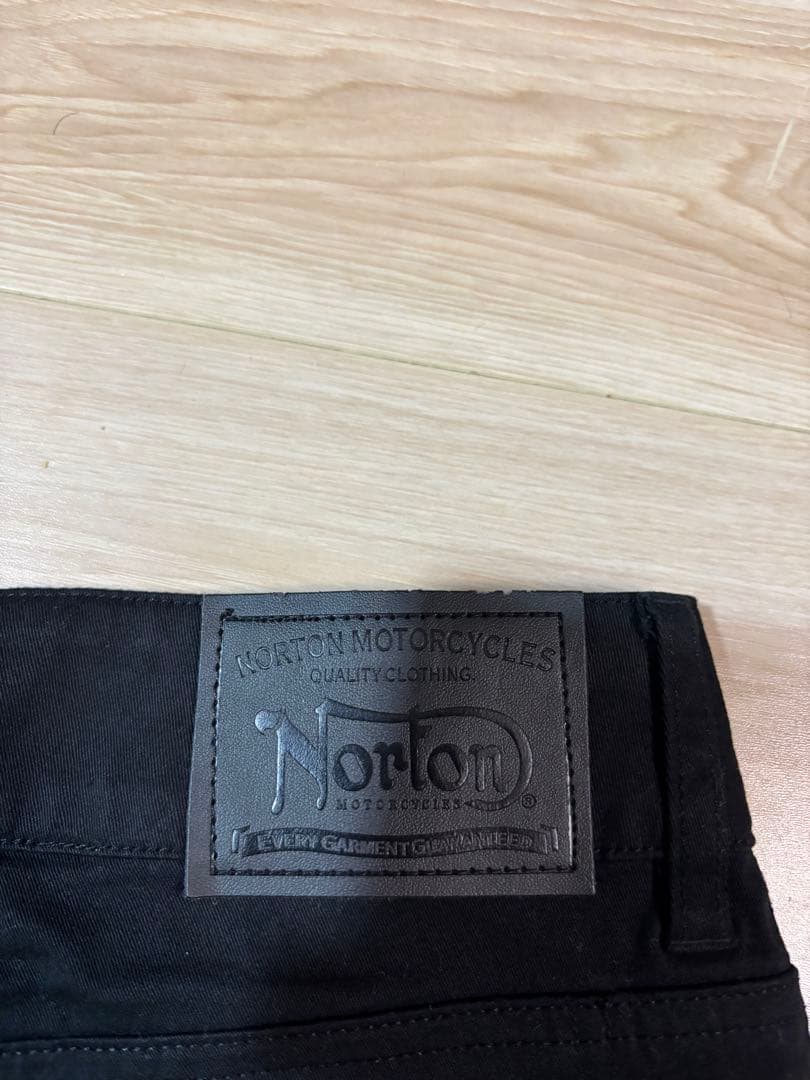 NORTON MOTORCYCLES
QUALITY CLOTHING.
Norton
MOTORCYCLES
®
EVERY GARMENT GUARANTEED